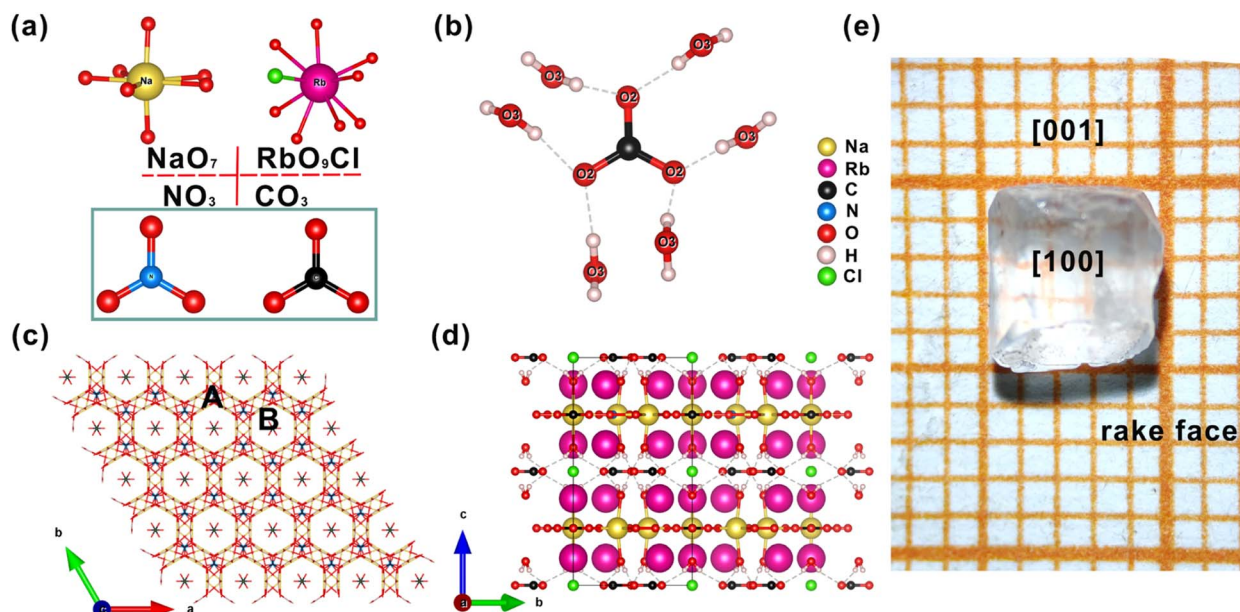 (a)
Na
Rb
NaO₇
RbO₉Cl
NO₃
CO₃
N
C
(b)
O3
O3
O3
O2
O3
O2
O2
O3
O3
O3
Na
Rb
C
N
O
H
Cl
(c)
A
B
b
c
a
(d)
c
a
b
(e)
[001]
[100]
rake face